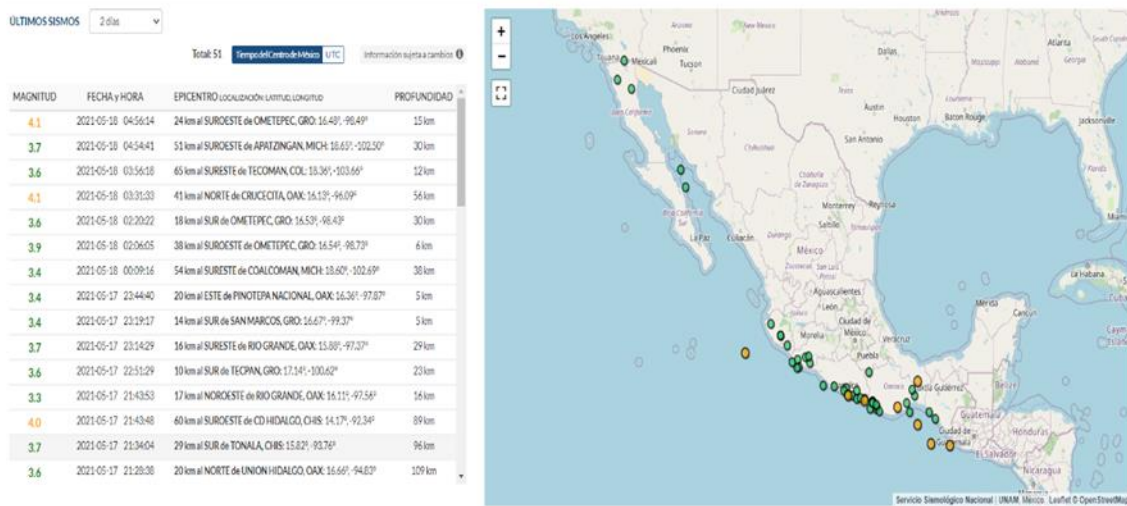 ÚLTIMOS SISMOS 2 días
Total: 51 Tiempo del Centro de México UTC Información sujeta a cambios
MAGNITUD FECHA y HORA EPICENTRO LOCALIZACIÓN: LATITUD, LONGITUD PROFUNDIDAD
4.1 2021-05-18 04:56:14 24 km al SUROESTE de OMETEPEC, GRO: 16.48°, -98.49° 15 km
3.7 2021-05-18 04:54:41 51 km al SUROESTE de APATZINGAN, MICH: 18.65°, -102.50° 30 km
3.6 2021-05-18 03:56:18 65 km al SURESTE de TECOMAN, COL: 18.36°, -103.66° 12 km
4.1 2021-05-18 03:31:33 41 km al NORTE de CRUCECITA, OAX: 16.13°, -96.09° 56 km
3.6 2021-05-18 02:20:22 18 km al SUR de OMETEPEC, GRO: 16.53°, -98.43° 30 km
3.9 2021-05-18 02:06:05 38 km al SUROESTE de OMETEPEC, GRO: 16.54°, -98.73° 6 km
3.4 2021-05-18 00:09:16 54 km al SURESTE de COALCOMAN, MICH: 18.60°, -102.69° 38 km
3.4 2021-05-17 23:44:40 20 km al ESTE de PINOTEPA NACIONAL, OAX: 16.36°, -97.87° 5 km
3.4 2021-05-17 23:19:17 14 km al SUR de SAN MARCOS, GRO: 16.67°, -99.37° 5 km
3.7 2021-05-17 23:14:29 16 km al SURESTE de RIO GRANDE, OAX: 15.88°, -97.37° 29 km
3.6 2021-05-17 22:51:29 10 km al SUR de TECPAN, GRO: 17.14°, -100.62° 23 km
3.3 2021-05-17 21:43:53 17 km al NOROESTE de RIO GRANDE, OAX: 16.11°, -97.56° 16 km
4.0 2021-05-17 21:43:48 60 km al SUROESTE de CD HIDALGO, CHIS: 14.17°, -92.34° 89 km
3.7 2021-05-17 21:34:04 29 km al SUR de TONALA, CHIS: 15.82°, -93.76° 96 km
3.6 2021-05-17 21:28:38 20 km al NORTE de UNION HIDALGO, OAX: 16.66°, -94.83° 109 km
+
−
Los Angeles
Phoenix
Tijuana Mexicali
Tucson
Dallas
Atlanta
Ciudad Juárez
Austin
Houston
Baton Rouge
Jacksonville
San Antonio
Chihuahua
Sonora
Coahuila de Zaragoza
Monterrey Reynosa
Saltillo
Miami
La Paz
Culiacán
Durango
México
Zacatecas
San Luis Potosí
La Habana
Aguascalientes
León
Mérida
Cancún
Morelia
Ciudad de México
Veracruz
Puebla
Oaxaca
Tuxtla Gutiérrez
Belize
Guatemala
Ciudad de Guatemala
Honduras
El Salvador
Nicaragua
Servicio Sismológico Nacional | UNAM, México, Leaflet © OpenStreetMap